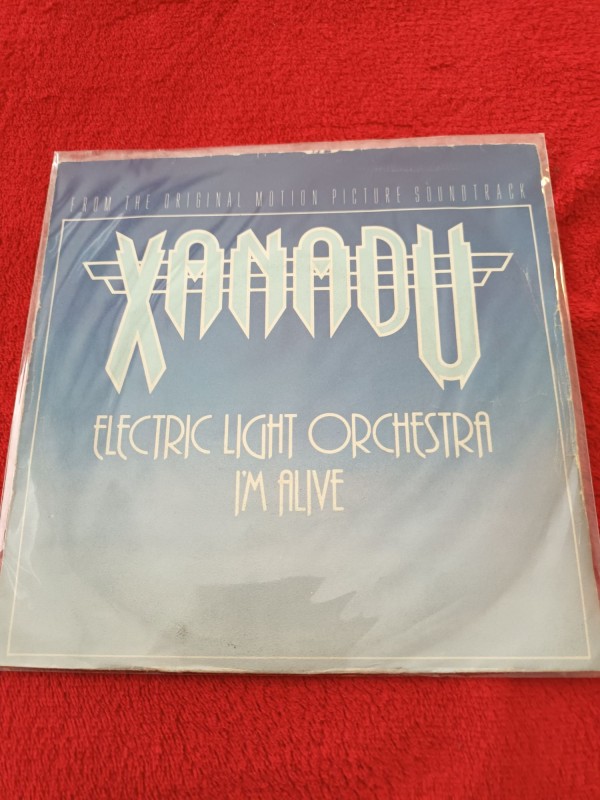 FROM THE ORIGINAL MOTION PICTURE SOUNDTRACK
XANADU
ELECTRIC LIGHT ORCHESTRA
I'M ALIVE